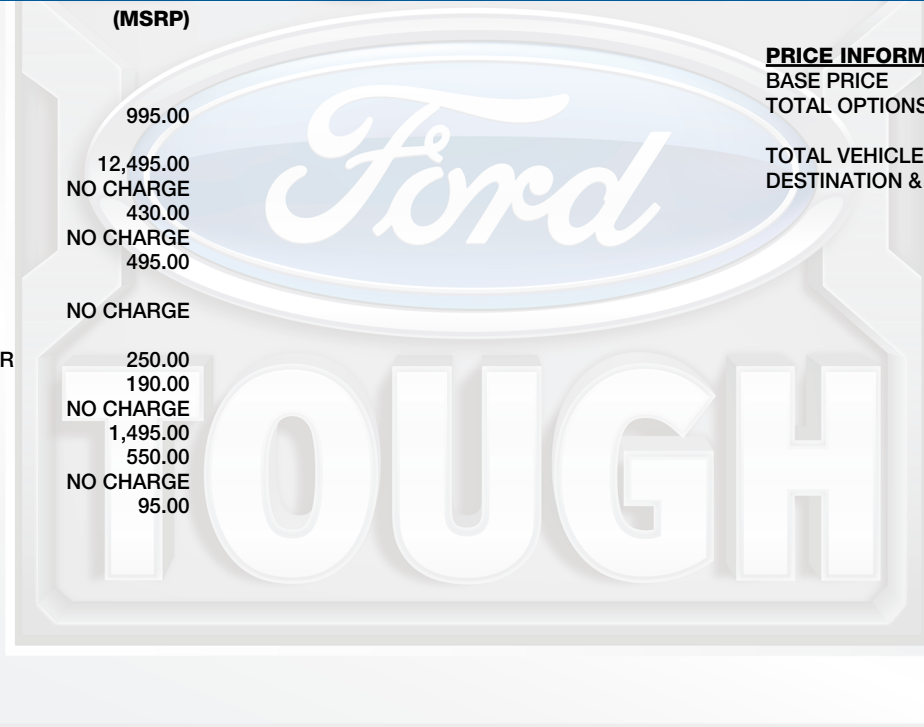 (MSRP)
995.00
12,495.00
NO CHARGE
430.00
NO CHARGE
495.00
NO CHARGE
R 250.00
190.00
NO CHARGE
1,495.00
550.00
NO CHARGE
95.00
PRICE INFORM
BASE PRICE
TOTAL OPTIONS
TOTAL VEHICLE
DESTINATION &
Ford
TOUGH